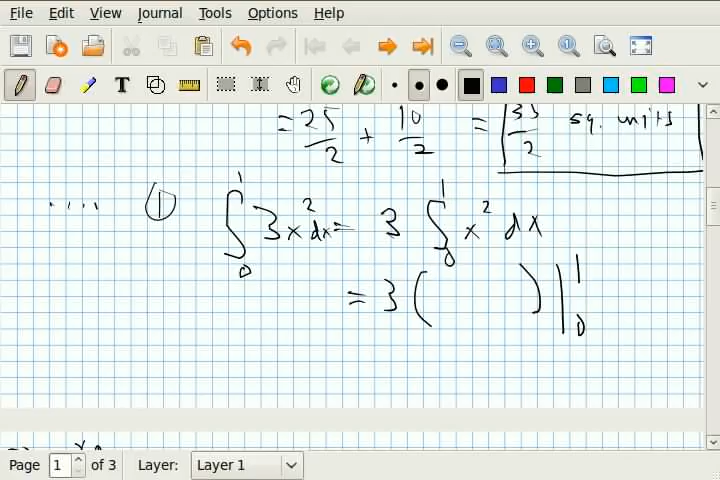 File Edit View Journal Tools Options Help
T
= 25/2 + 10/2 = 35/2 sq. units
.... ① ∫₀¹ 3x² dx = 3 ∫₀¹ x² dx
= 3 ( ) |₀¹
Page 1 of 3 Layer: Layer 1